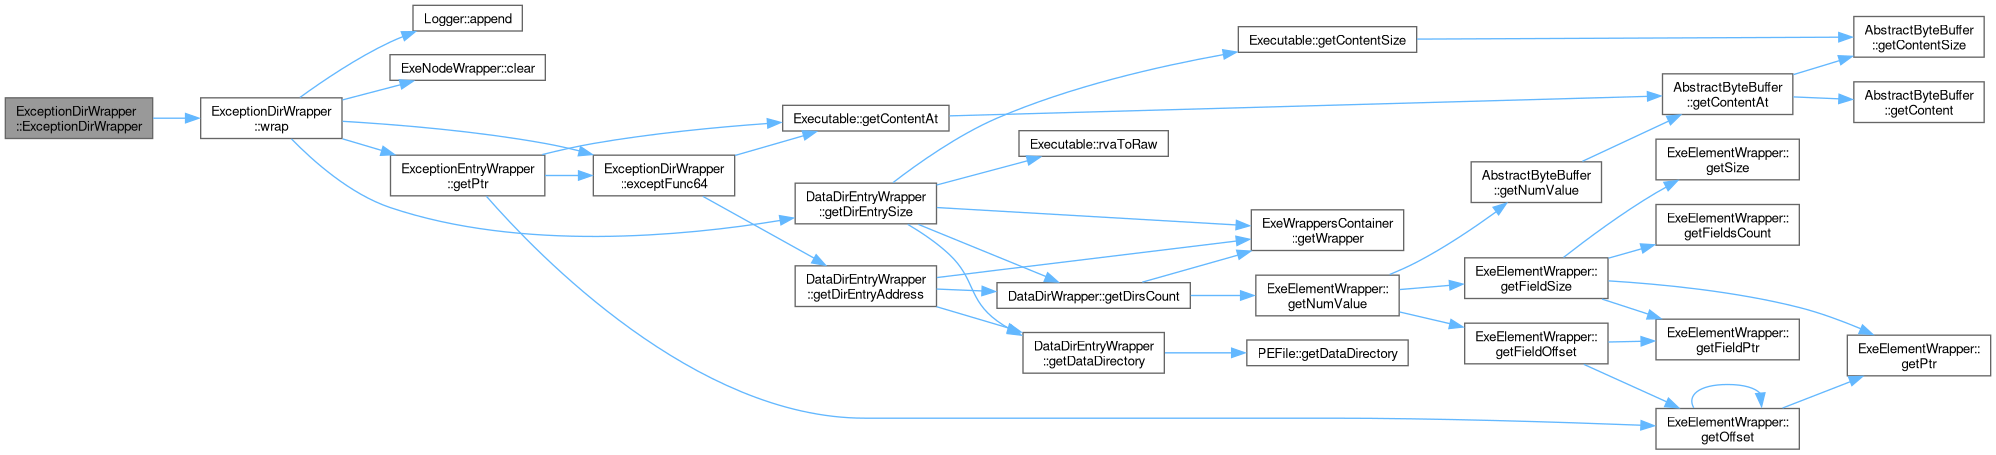 ExceptionDirWrapper
::ExceptionDirWrapper
ExceptionDirWrapper
::wrap
Logger::append
ExeNodeWrapper::clear
ExceptionEntryWrapper
::getPtr
ExceptionDirWrapper
::exceptFunc64
Executable::getContentAt
DataDirEntryWrapper
::getDirEntrySize
DataDirEntryWrapper
::getDirEntryAddress
Executable::getContentSize
Executable::rvaToRaw
ExeWrappersContainer
::getWrapper
DataDirWrapper::getDirsCount
DataDirEntryWrapper
::getDataDirectory
PEFile::getDataDirectory
ExeElementWrapper::
getNumValue
AbstractByteBuffer
::getNumValue
ExeElementWrapper::
getFieldSize
ExeElementWrapper::
getFieldOffset
AbstractByteBuffer
::getContentAt
ExeElementWrapper::
getSize
ExeElementWrapper::
getFieldsCount
ExeElementWrapper::
getFieldPtr
ExeElementWrapper::
getOffset
AbstractByteBuffer
::getContentSize
AbstractByteBuffer
::getContent
ExeElementWrapper::
getPtr